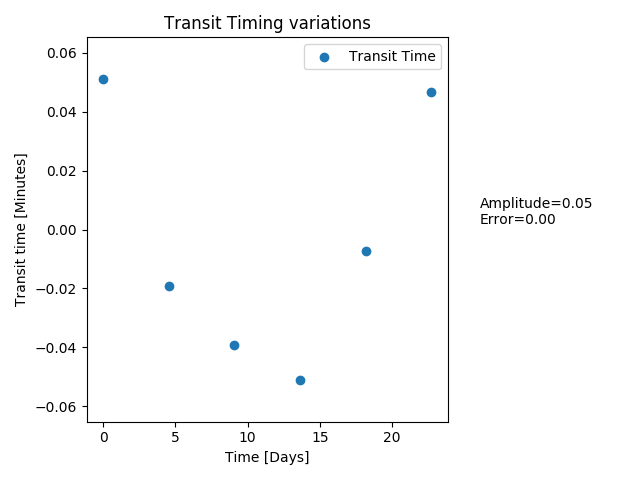 Transit Timing variations
Transit Time
0.06
0.04
0.02
0.00
−0.02
−0.04
−0.06
Transit time [Minutes]
0
5
10
15
20
Time [Days]
Amplitude=0.05
Error=0.00